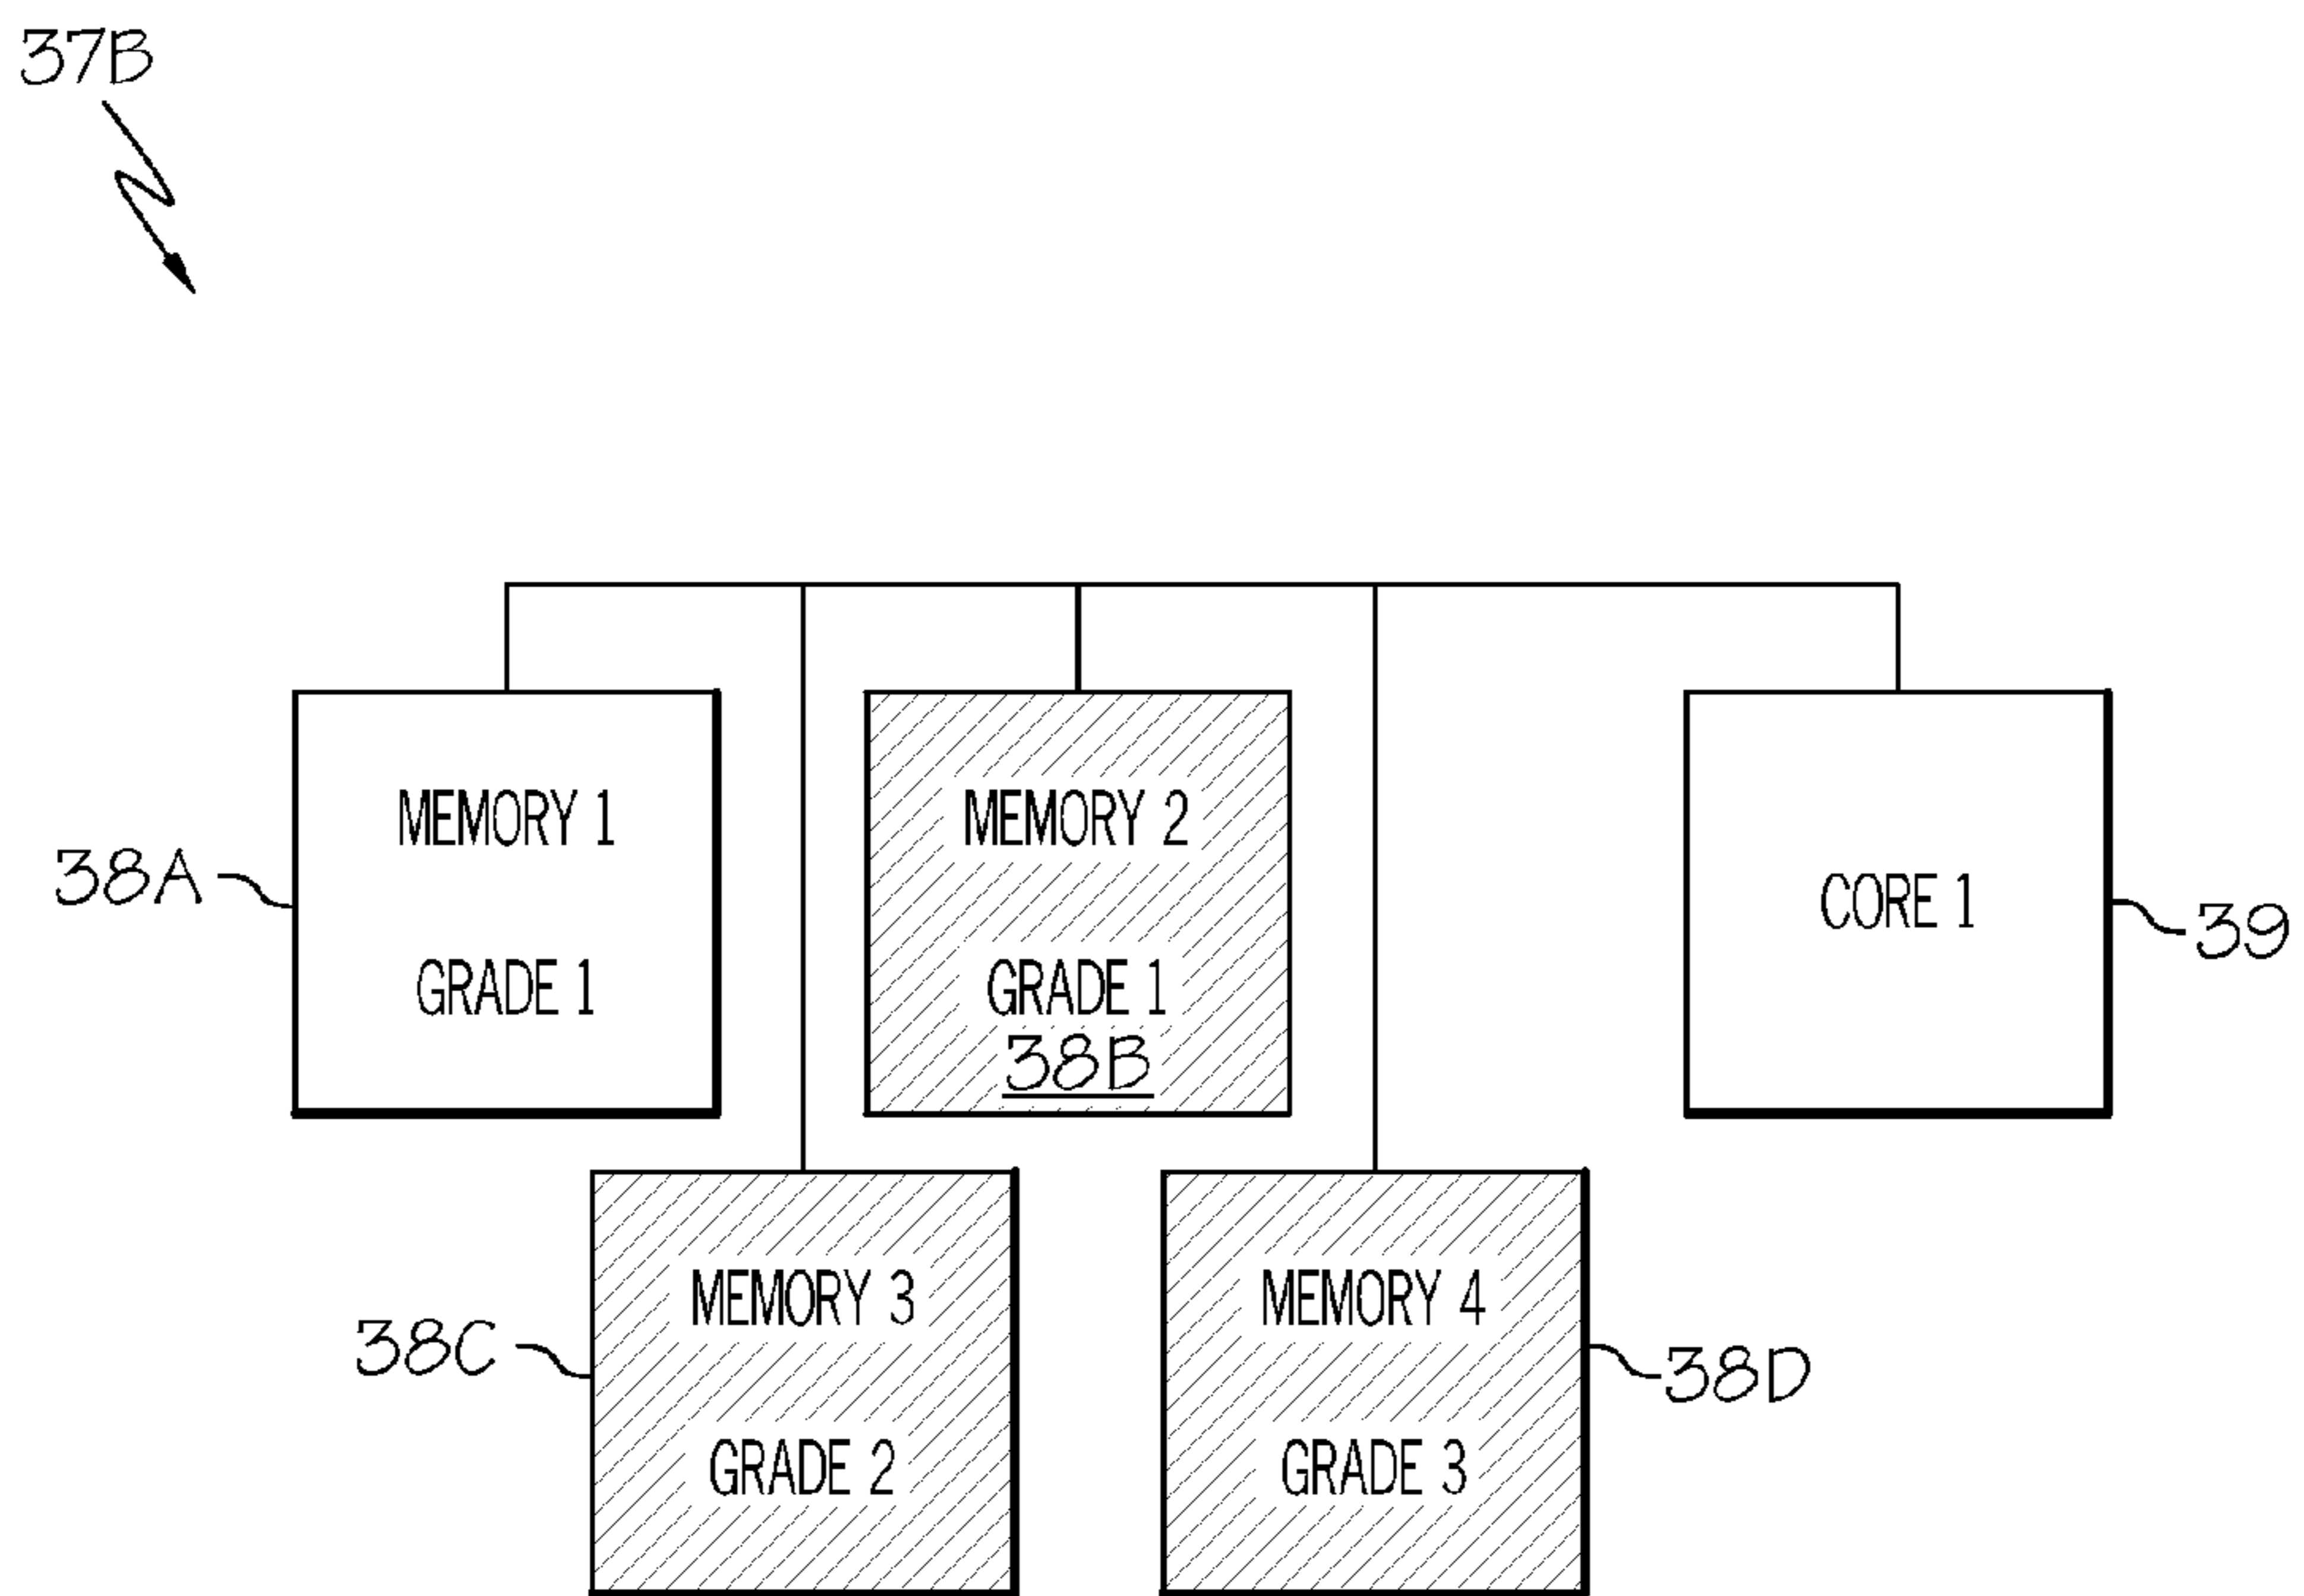 37B
MEMORY 1
GRADE 1
38A
MEMORY 2
GRADE 1
38B
CORE 1
39
MEMORY 3
GRADE 2
38C
MEMORY 4
GRADE 3
38D